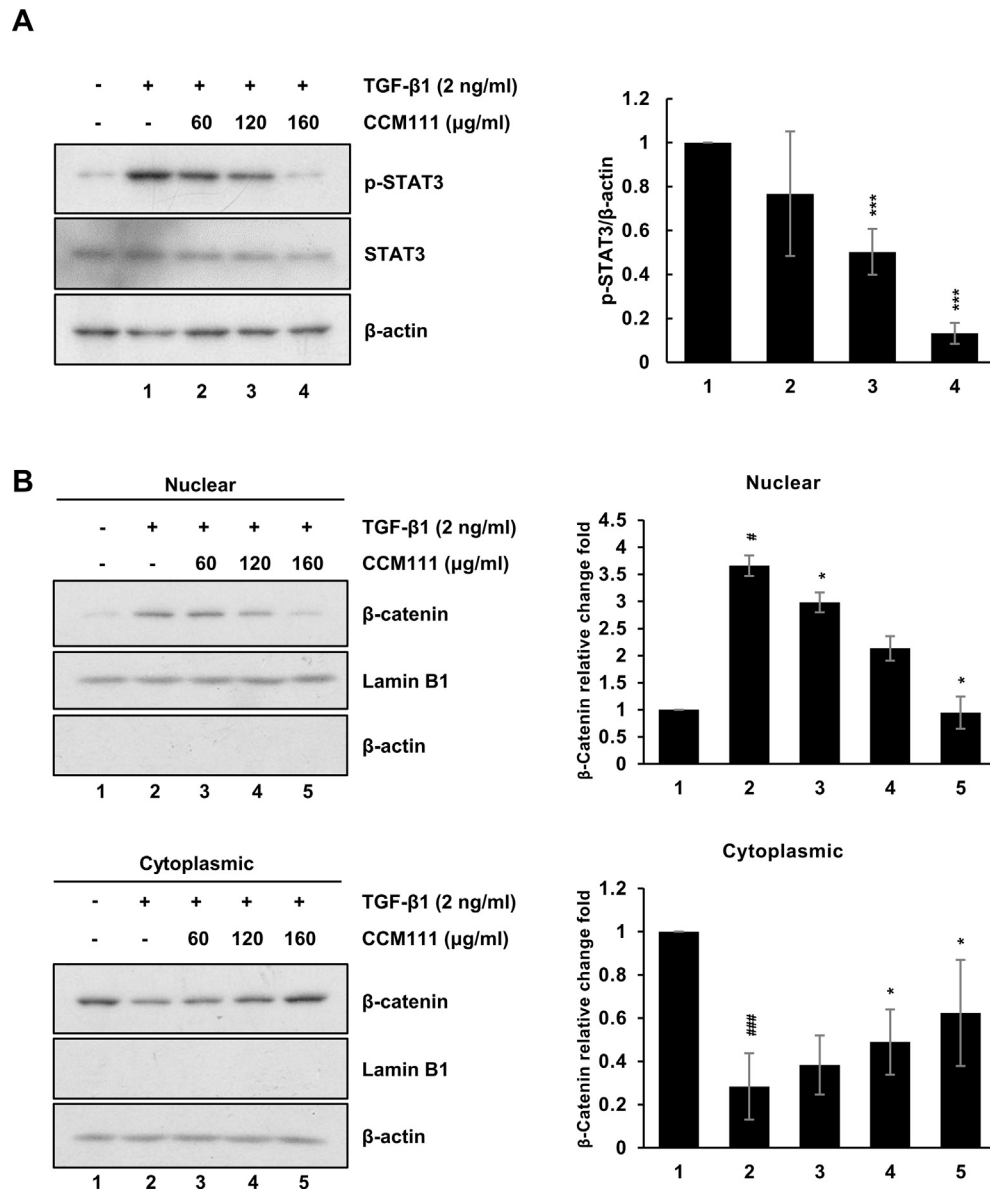 A
- + + + + TGF-β1 (2 ng/ml)
- - 60 120 160 CCM111 (μg/ml)
p-STAT3
STAT3
β-actin
1 2 3 4
p-STAT3/β-actin
1.2
1
0.8
0.6
0.4
0.2
0
***
***
1 2 3 4
B
Nuclear
- + + + + TGF-β1 (2 ng/ml)
- - 60 120 160 CCM111 (μg/ml)
β-catenin
Lamin B1
β-actin
1 2 3 4 5
Nuclear
β-Catenin relative change fold
4.5
4
3.5
3
2.5
2
1.5
1
0.5
0
#
*
*
1 2 3 4 5
Cytoplasmic
- + + + + TGF-β1 (2 ng/ml)
- - 60 120 160 CCM111 (μg/ml)
β-catenin
Lamin B1
β-actin
1 2 3 4 5
Cytoplasmic
β-Catenin relative change fold
1.2
1
0.8
0.6
0.4
0.2
0
###
*
*
1 2 3 4 5